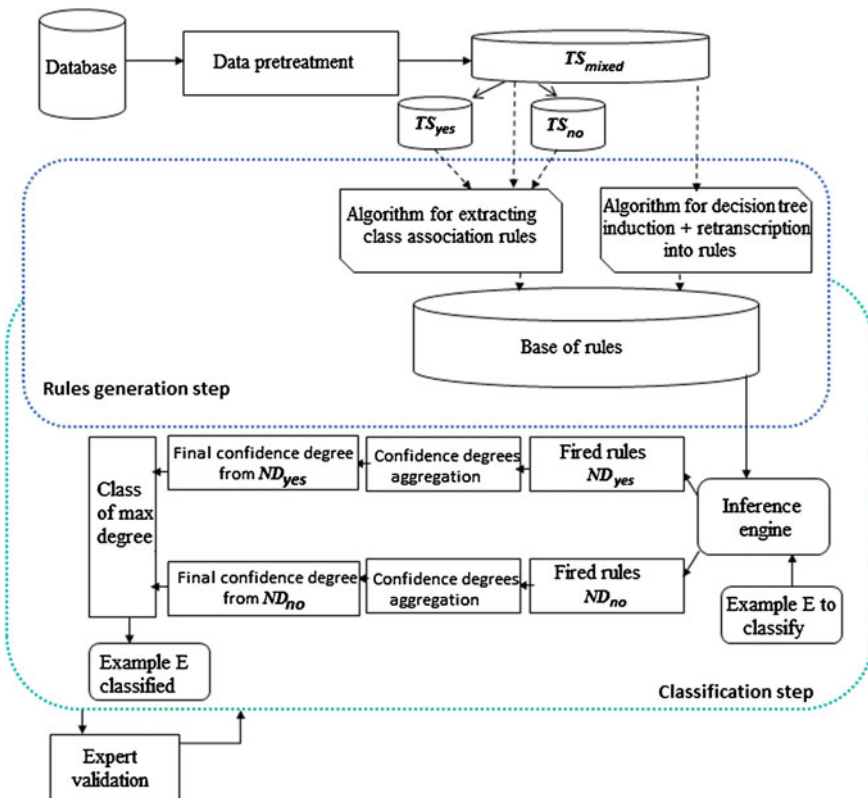 Database
Data pretreatment
TSmixed
TSyes
TSno
Algorithm for extracting
class association rules
Algorithm for decision tree
induction + retranscription
into rules
Base of rules
Rules generation step
Class
of max
degree
Final confidence degree
from NDyes
Confidence degrees
aggregation
Fired rules
NDyes
Inference
engine
Final confidence degree
from NDno
Confidence degrees
aggregation
Fired rules
NDno
Example E to
classify
Example E
classified
Classification step
Expert
validation